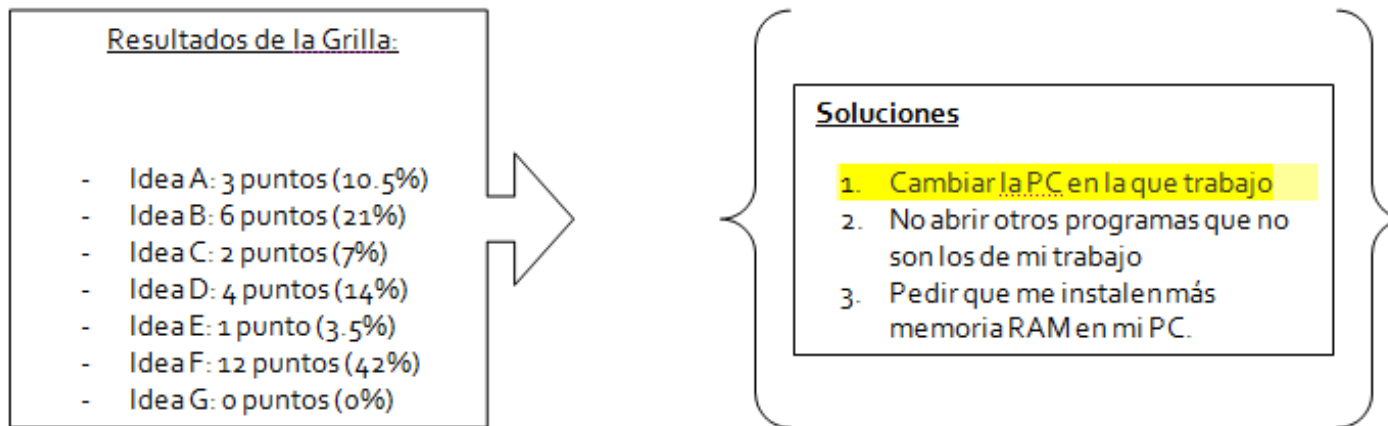 Resultados de la Grilla:
- Idea A: 3 puntos (10.5%)
- Idea B: 6 puntos (21%)
- Idea C: 2 puntos (7%)
- Idea D: 4 puntos (14%)
- Idea E: 1 punto (3.5%)
- Idea F: 12 puntos (42%)
- Idea G: 0 puntos (0%)
Soluciones
1. Cambiar la PC en la que trabajo
2. No abrir otros programas que no
son los de mi trabajo
3. Pedir que me instalen más
memoria RAM en mi PC.